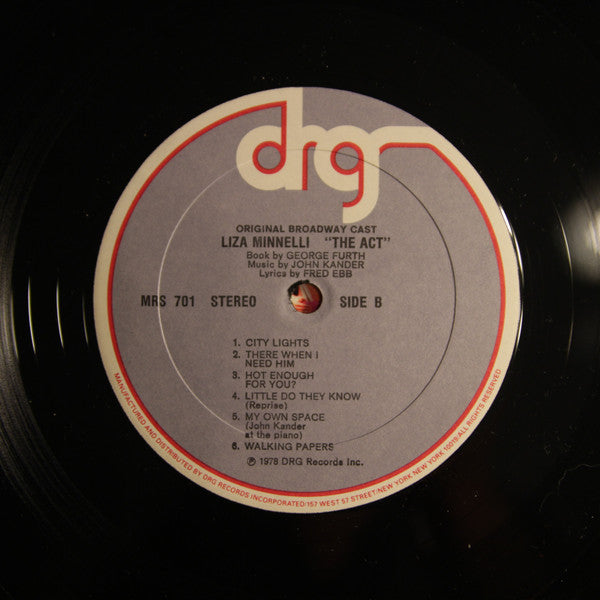 drg
ORIGINAL BROADWAY CAST
LIZA MINNELLI "THE ACT"
Book by GEORGE FURTH
Music by JOHN KANDER
Lyrics by FRED EBB
MRS 701 STEREO SIDE B
1. CITY LIGHTS
2. THERE WHEN I
NEED HIM
3. HOT ENOUGH
FOR YOU?
4. LITTLE DO THEY KNOW
(Reprise)
5. MY OWN SPACE
(John Kander
at the piano)
6. WALKING PAPERS
℗ 1978 DRG Records Inc.
MANUFACTURED AND DISTRIBUTED BY DRG RECORDS INCORPORATED/157 WEST 57 STREET/NEW YORK, NEW YORK 10019/ALL RIGHTS RESERVED